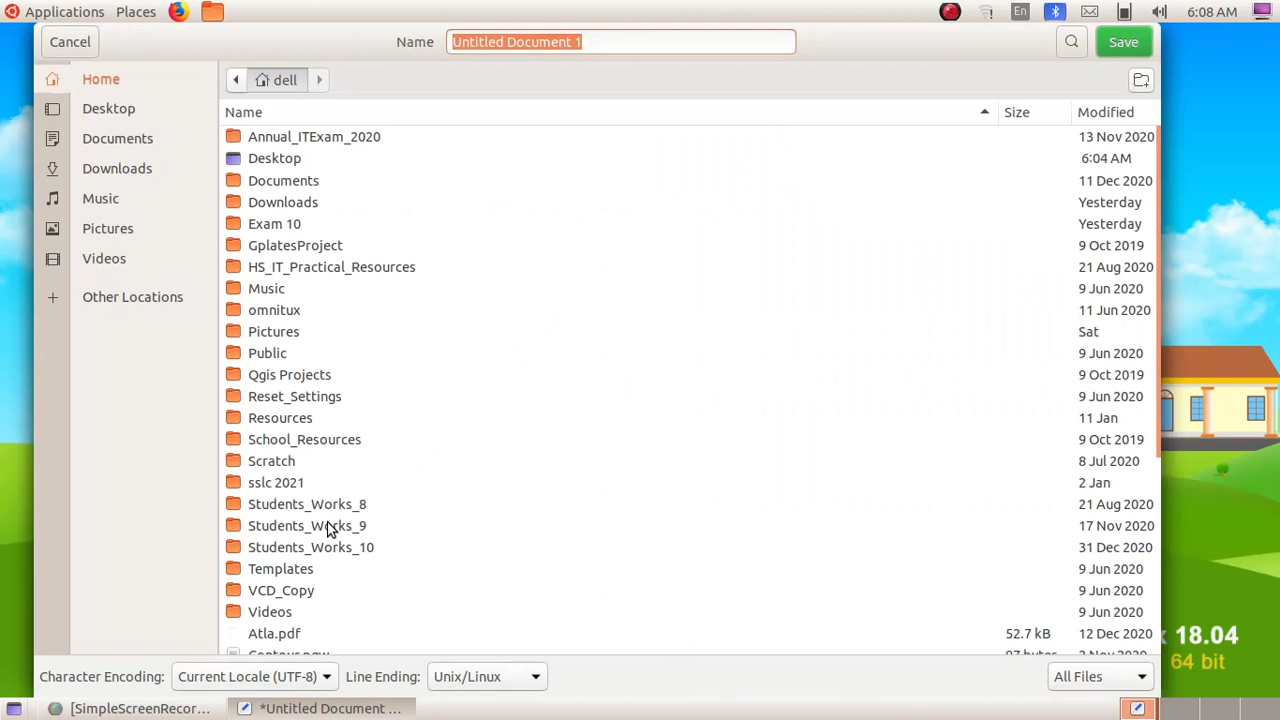 Applications Places En 6:08 AM
Cancel Name Untitled Document 1 Save
Home
dell
Name Size Modified
Desktop
Documents
Downloads
Music
Pictures
Videos
Other Locations
Annual_ITExam_2020 13 Nov 2020
Desktop 6:04 AM
Documents 11 Dec 2020
Downloads Yesterday
Exam 10 Yesterday
GplatesProject 9 Oct 2019
HS_IT_Practical_Resources 21 Aug 2020
Music 9 Jun 2020
omnitux 11 Jun 2020
Pictures Sat
Public 9 Jun 2020
Qgis Projects 9 Oct 2019
Reset_Settings 9 Jun 2020
Resources 11 Jan
School_Resources 9 Oct 2019
Scratch 8 Jul 2020
sslc 2021 2 Jan
Students_Works_8 21 Aug 2020
Students_Works_9 17 Nov 2020
Students_Works_10 31 Dec 2020
Templates 9 Jun 2020
VCD_Copy 9 Jun 2020
Videos 9 Jun 2020
Atla.pdf 52.7 kB 12 Dec 2020
x 18.04
64 bit
Character Encoding: Current Locale (UTF-8) Line Ending: Unix/Linux All Files
[SimpleScreenRecor... *Untitled Document ...